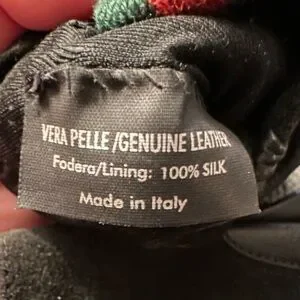 VERA PELLE/GENUINE LEATHER
Fodera/Lining: 100% SILK
Made in Italy